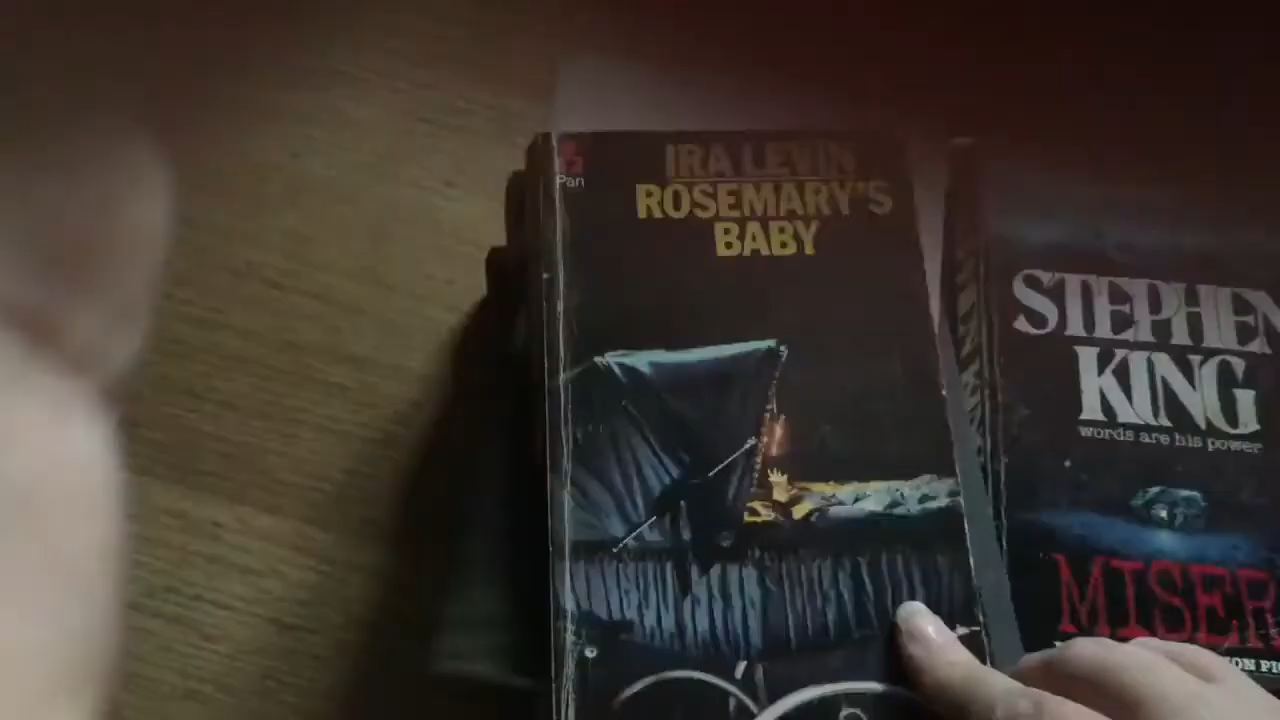 Pan
IRA LEVIN
ROSEMARY'S
BABY
STEPHEN
KING
words are his power
MISER